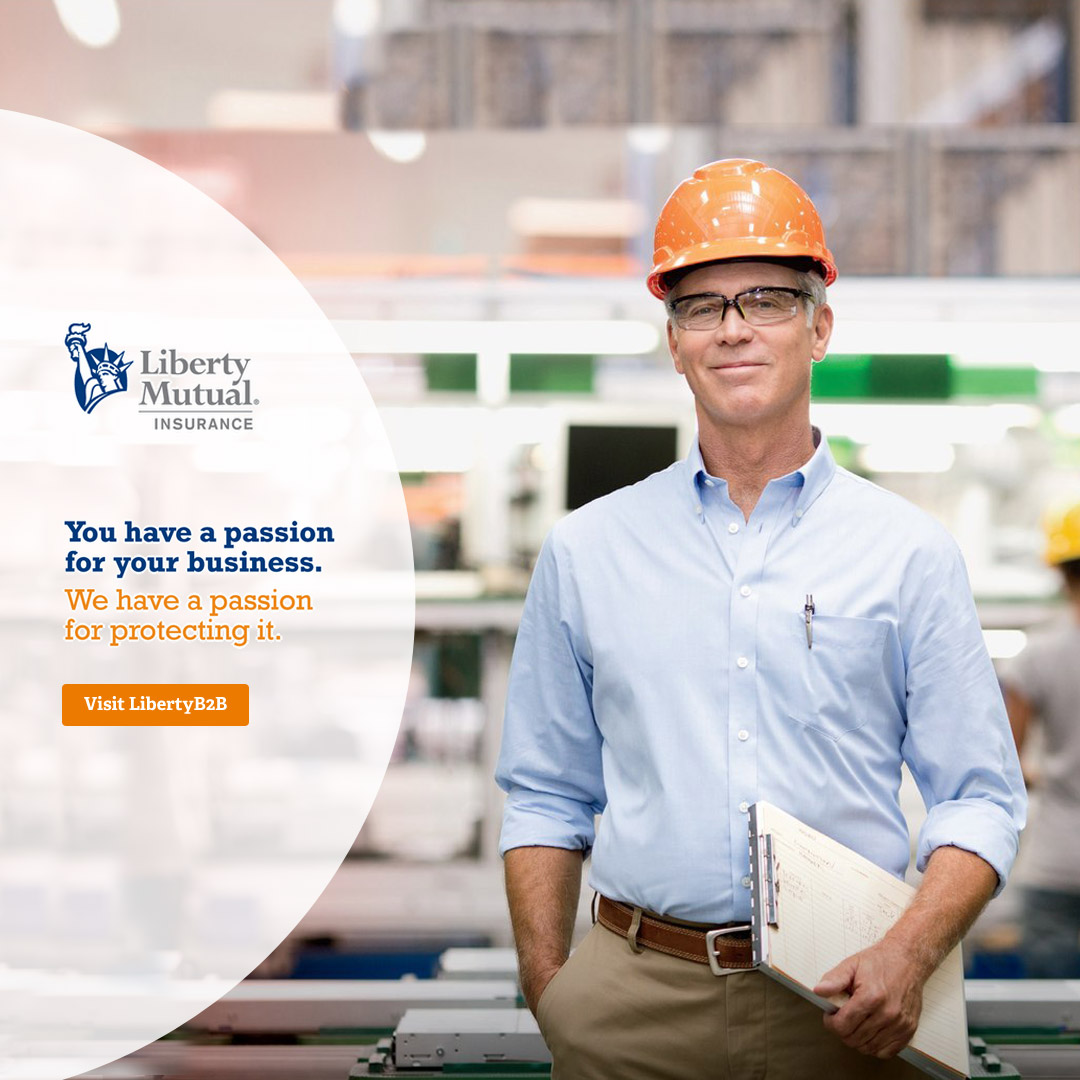 Liberty
Mutual®
INSURANCE
You have a passion
for your business.
We have a passion
for protecting it.
Visit LibertyB2B